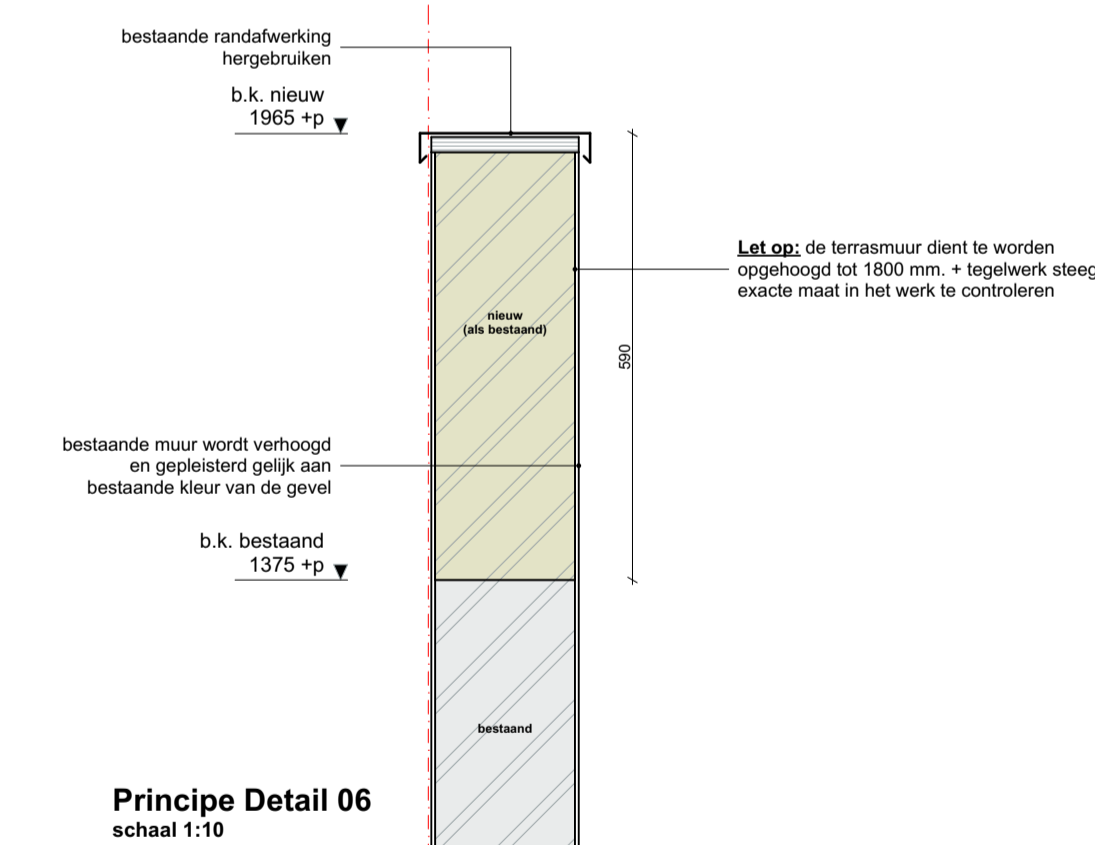 bestaande randafwerking
hergebruiken
b.k. nieuw
1965 +p
Let op: de terrasmuur dient te worden
opgehoogd tot 1800 mm. + tegelwerk steeg
exacte maat in het werk te controleren
nieuw
(als bestaand)
590
bestaande muur wordt verhoogd
en gepleisterd gelijk aan
bestaande kleur van de gevel
b.k. bestaand
1375 +p
bestaand
Principe Detail 06
schaal 1:10